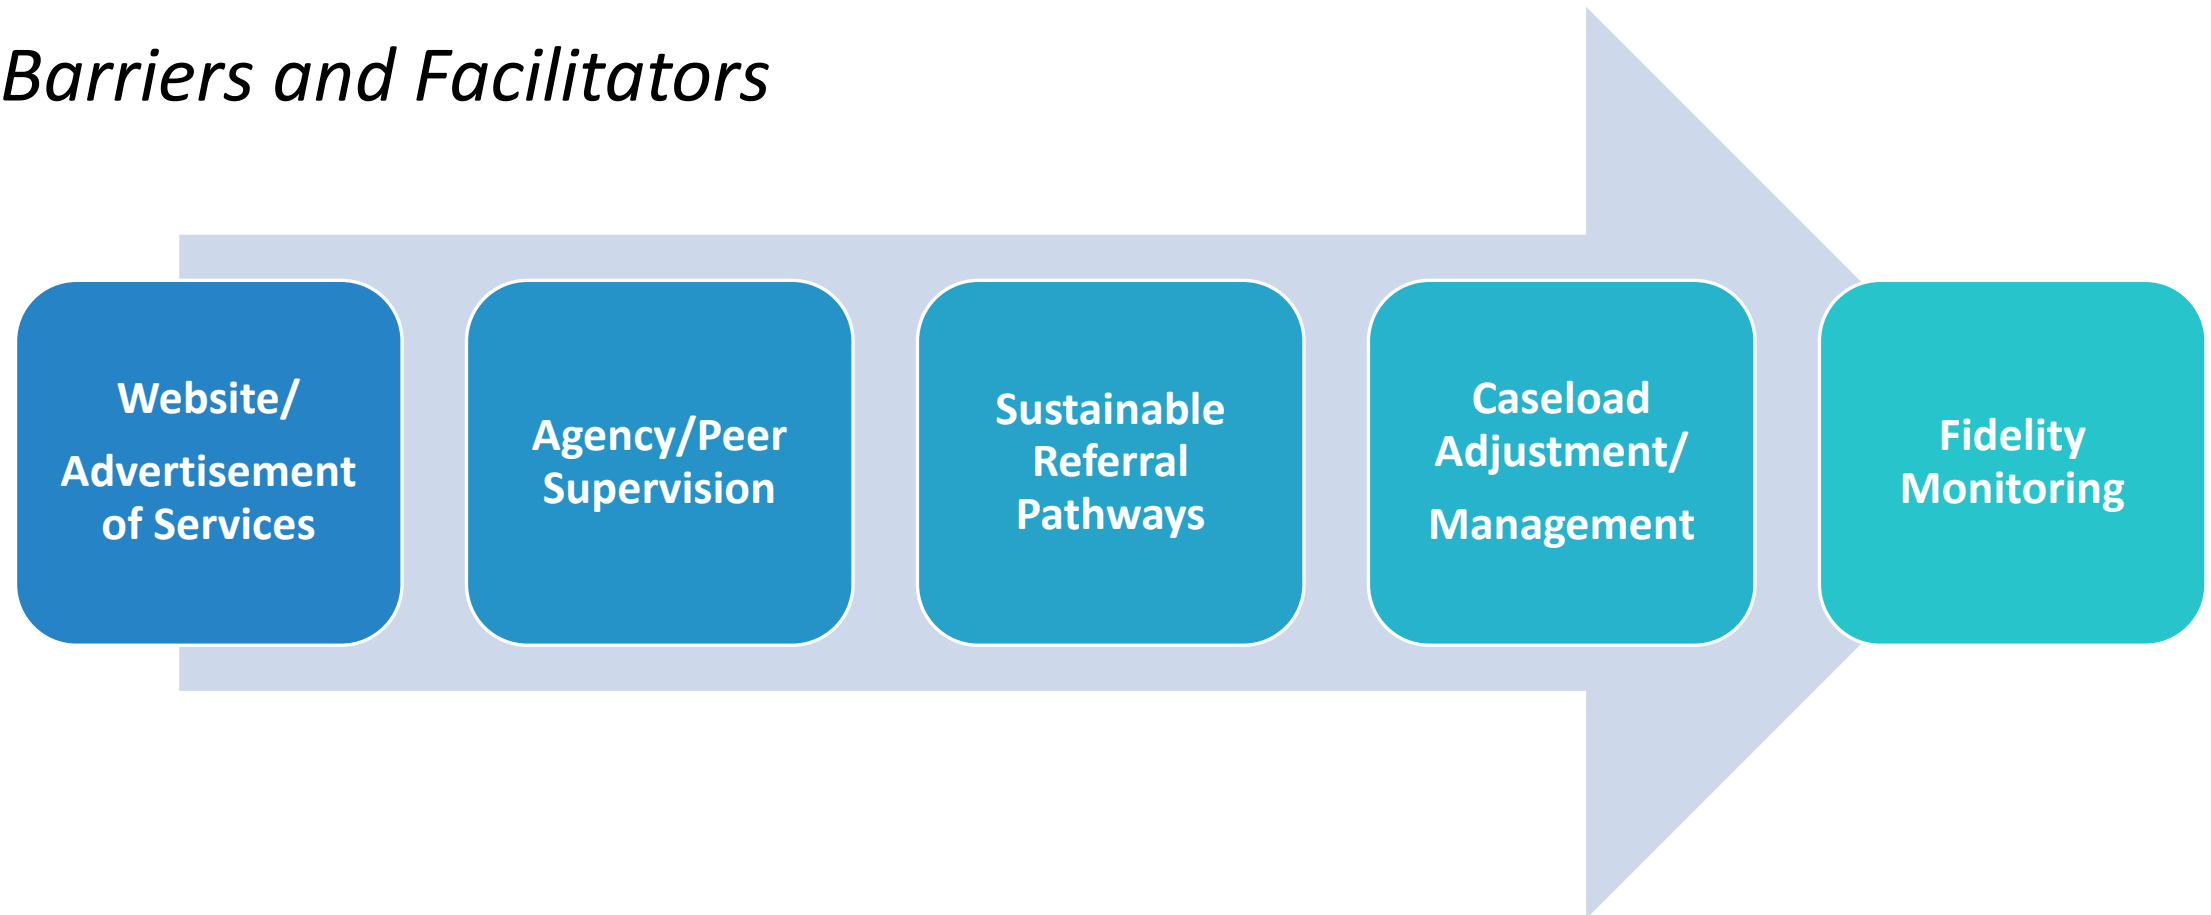 Barriers and Facilitators
Website/
Advertisement
of Services
Agency/Peer
Supervision
Sustainable
Referral
Pathways
Caseload
Adjustment/
Management
Fidelity
Monitoring